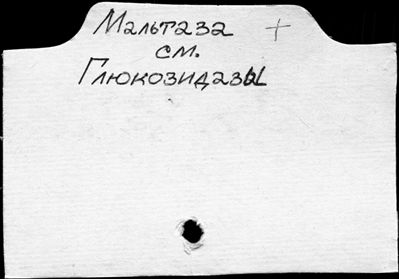 Мальтаза +
см.
Глюкозидазы